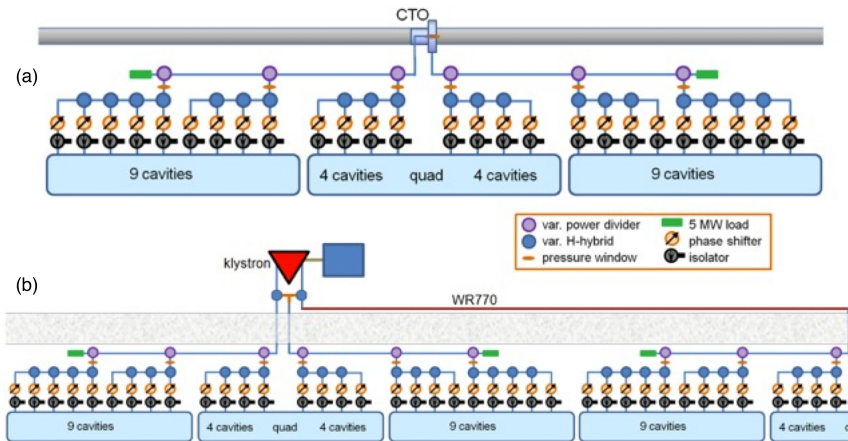 CTO
(a)
9 cavities
4 cavities quad 4 cavities
9 cavities
var. power divider
var. H-hybrid
pressure window
5 MW load
phase shifter
isolator
klystron
(b)
WR770
9 cavities
4 cavities quad 4 cavities
9 cavities
9 cavities
4 cavities